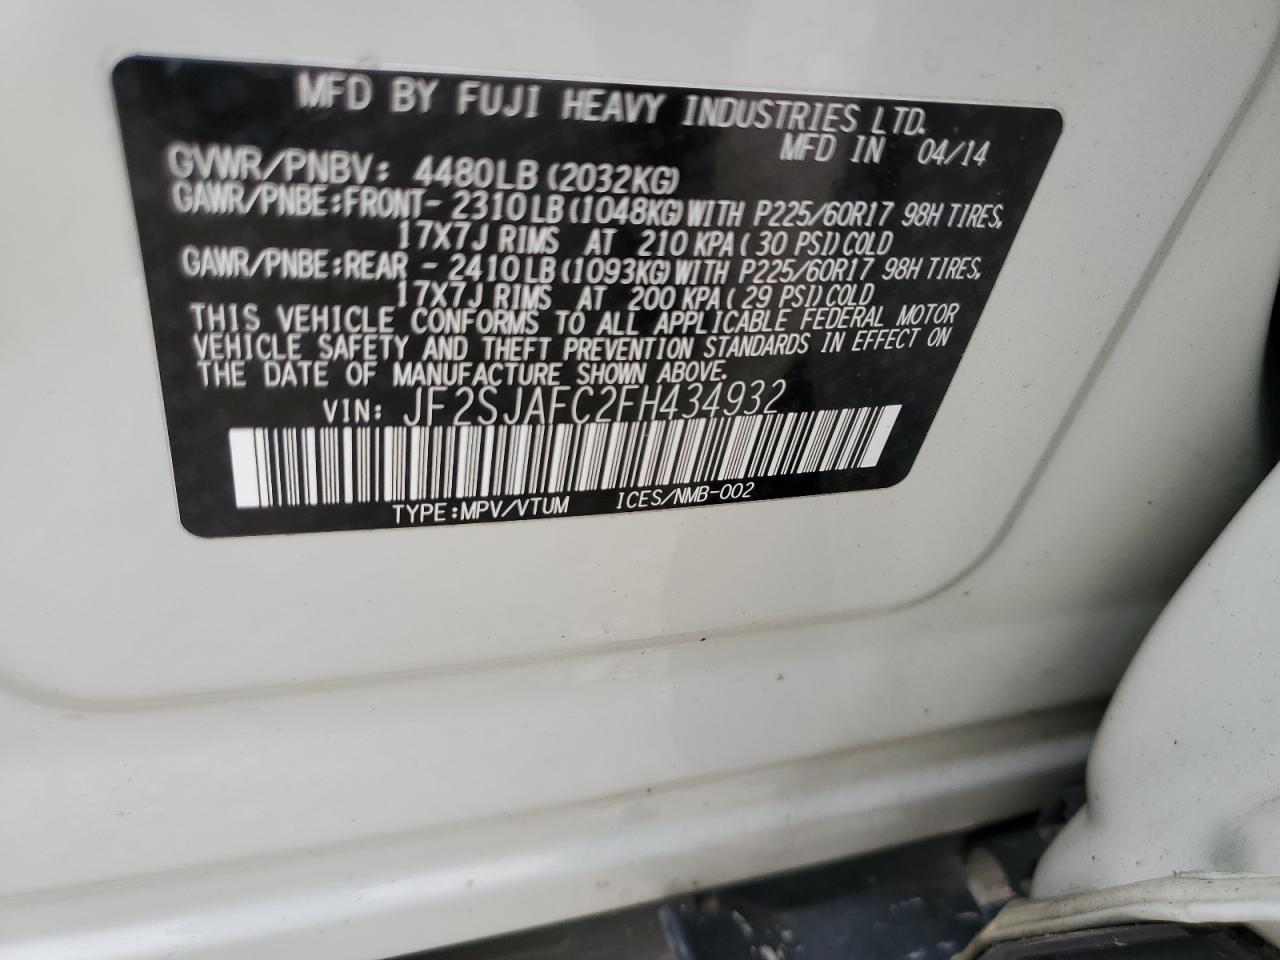 MFD BY FUJI HEAVY INDUSTRIES LTD.
MFD IN 04/14
GVWR/PNBV: 4480LB (2032KG)
GAWR/PNBE:FRONT- 2310LB (1048KG) WITH P225/60R17 98H TIRES,
17X7J RIMS AT 210 KPA ( 30 PSI) COLD
GAWR/PNBE:REAR - 2410LB (1093KG) WITH P225/60R17 98H TIRES,
17X7J RIMS AT 200 KPA ( 29 PSI) COLD
THIS VEHICLE CONFORMS TO ALL APPLICABLE FEDERAL MOTOR
VEHICLE SAFETY AND THEFT PREVENTION STANDARDS IN EFFECT ON
THE DATE OF MANUFACTURE SHOWN ABOVE.
VIN: JF2SJAFC2FH434932
TYPE:MPV/VTUM ICES/NMB-002